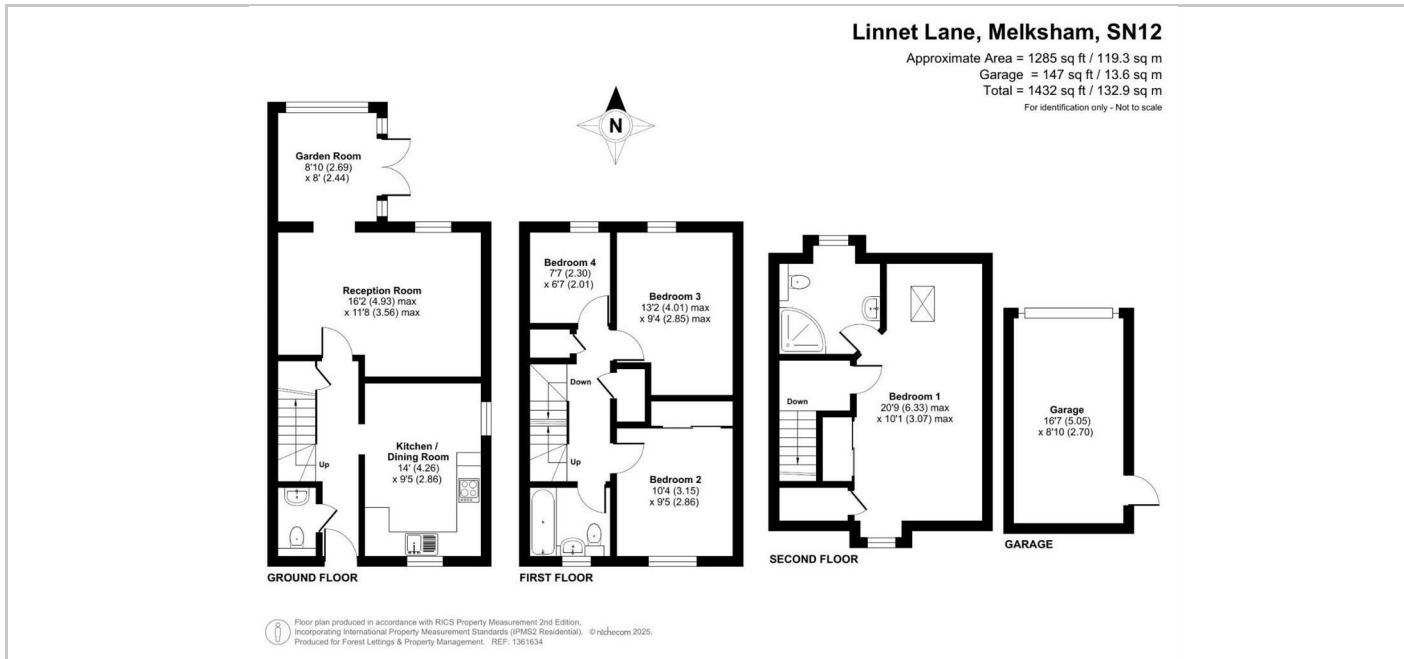 Linnet Lane, Melksham, SN12
Approximate Area = 1285 sq ft / 119.3 sq m
Garage = 147 sq ft / 13.6 sq m
Total = 1432 sq ft / 132.9 sq m
For identification only - Not to scale
N
Garden Room
8'10 (2.69)
x 8' (2.44)
Reception Room
16'2 (4.93) max
x 11'8 (3.56) max
Up
Kitchen /
Dining Room
14' (4.26)
x 9'5 (2.86)
GROUND FLOOR
Bedroom 4
7'7 (2.30)
x 6'7 (2.01)
Bedroom 3
13'2 (4.01) max
x 9'4 (2.85) max
Down
Up
Bedroom 2
10'4 (3.15)
x 9'5 (2.86)
FIRST FLOOR
Down
Bedroom 1
20'9 (6.33) max
x 10'1 (3.07) max
SECOND FLOOR
Garage
16'7 (5.05)
x 8'10 (2.70)
GARAGE
Floor plan produced in accordance with RICS Property Measurement 2nd Edition,
Incorporating International Property Measurement Standards (IPMS2 Residential). © nichecom 2025.
Produced for Forest Lettings & Property Management. REF: 1361634